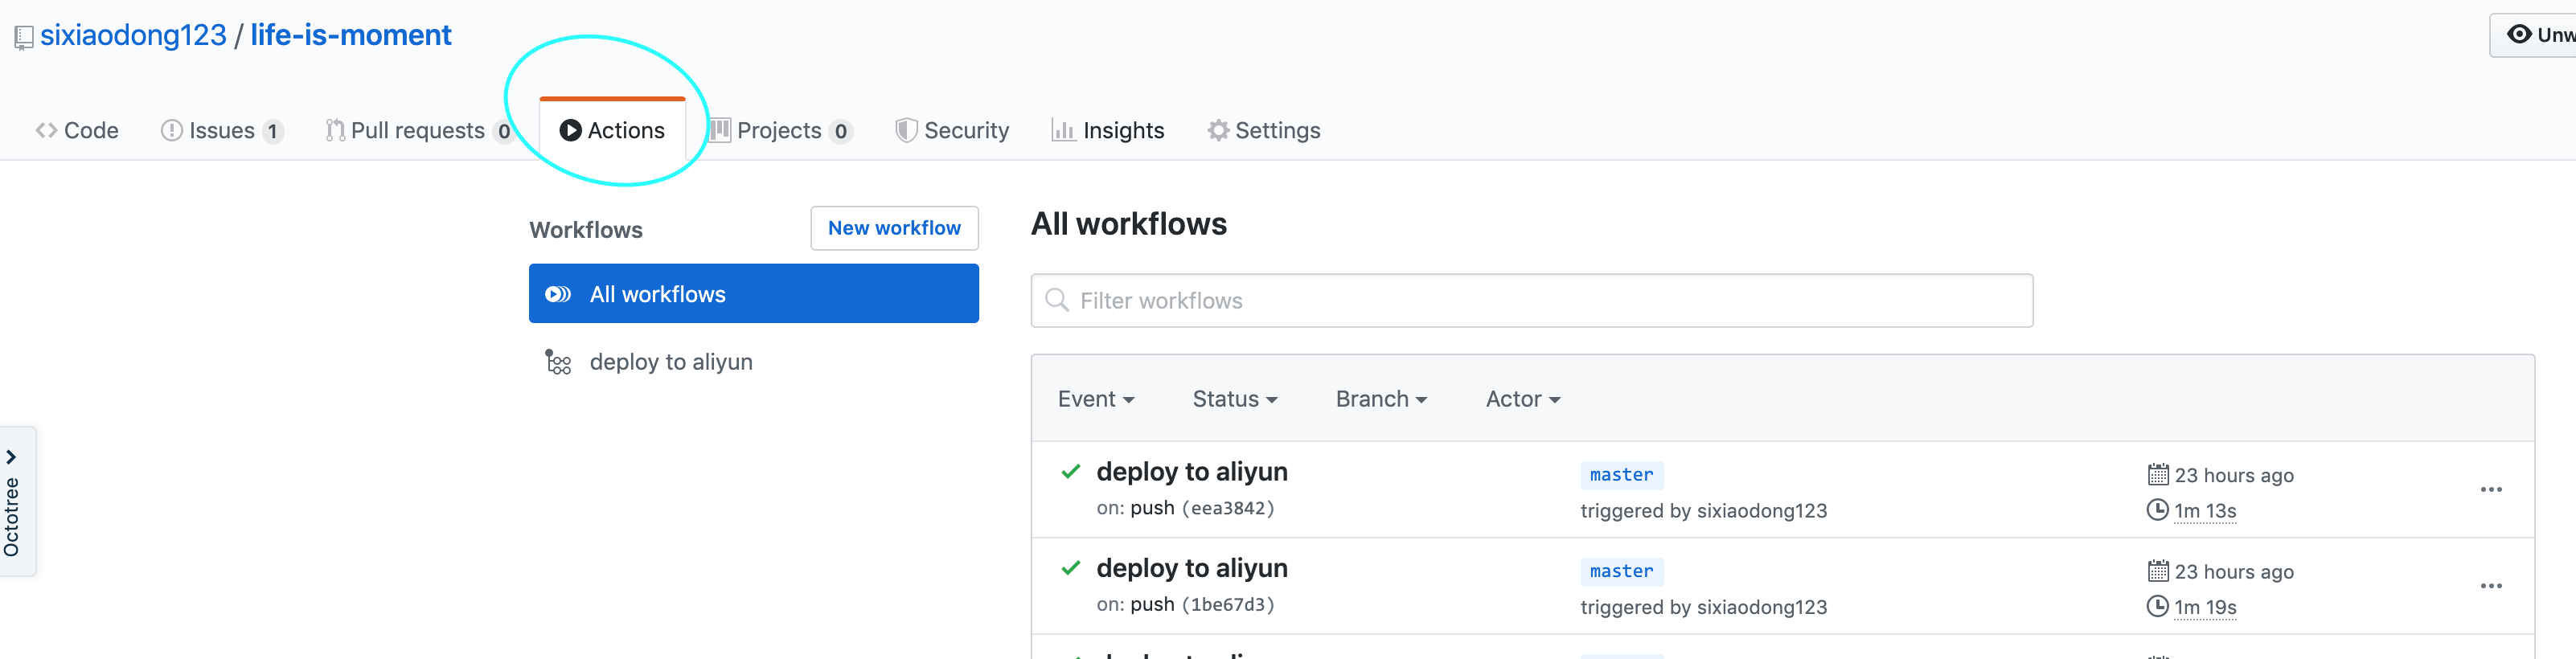 sixiaodong123 / life-is-moment
Code Issues 1 Pull requests 0 Actions Projects 0 Security Insights Settings
Workflows
New workflow
All workflows
deploy to aliyun
Octotree
All workflows
Filter workflows
Event Status Branch Actor
deploy to aliyun
on: push (eea3842)
master
triggered by sixiaodong123
23 hours ago
1m 13s
deploy to aliyun
on: push (1be67d3)
master
triggered by sixiaodong123
23 hours ago
1m 19s